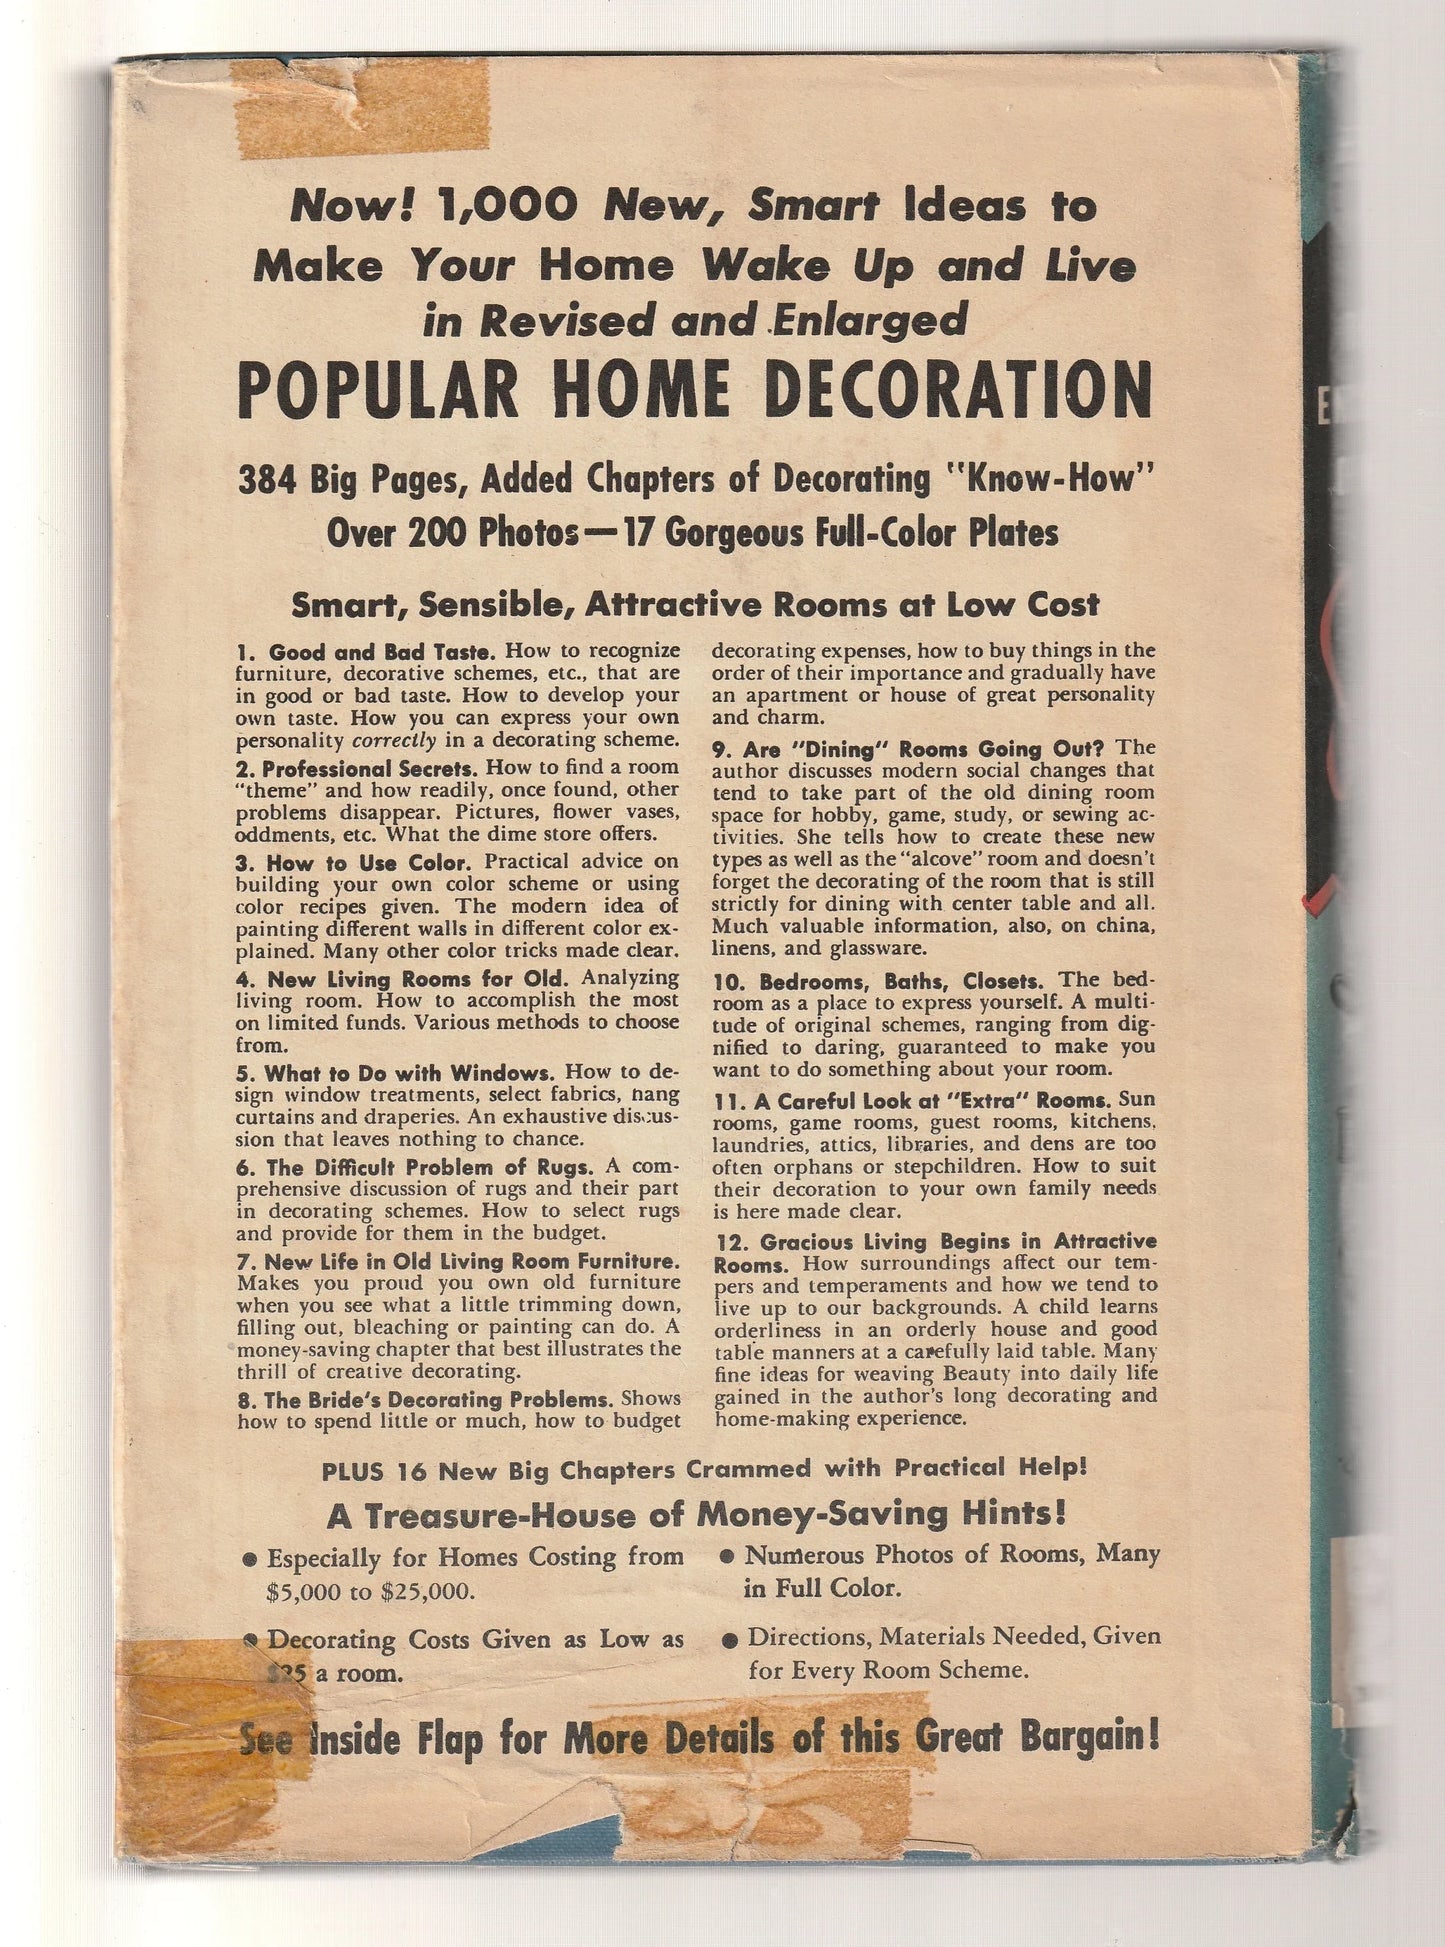 Now! 1,000 New, Smart Ideas to
Make Your Home Wake Up and Live
in Revised and Enlarged
POPULAR HOME DECORATION
384 Big Pages, Added Chapters of Decorating "Know-How"
Over 200 Photos—17 Gorgeous Full-Color Plates
Smart, Sensible, Attractive Rooms at Low Cost
1. Good and Bad Taste. How to recognize
furniture, decorative schemes, etc., that are
in good or bad taste. How to develop your
own taste. How you can express your own
personality correctly in a decorating scheme.
2. Professional Secrets. How to find a room
"theme" and how readily, once found, other
problems disappear. Pictures, flower vases,
oddments, etc. What the dime store offers.
3. How to Use Color. Practical advice on
building your own color scheme or using
color recipes given. The modern idea of
painting different walls in different color ex-
plained. Many other color tricks made clear.
4. New Living Rooms for Old. Analyzing
living room. How to accomplish the most
on limited funds. Various methods to choose
from.
5. What to Do with Windows. How to de-
sign window treatments, select fabrics, hang
curtains and draperies. An exhaustive discus-
sion that leaves nothing to chance.
6. The Difficult Problem of Rugs. A com-
prehensive discussion of rugs and their part
in decorating schemes. How to select rugs
and provide for them in the budget.
7. New Life in Old Living Room Furniture.
Makes you proud you own old furniture
when you see what a little trimming down,
filling out, bleaching or painting can do. A
money-saving chapter that best illustrates the
thrill of creative decorating.
8. The Bride's Decorating Problems. Shows
how to spend little or much, how to budget
decorating expenses, how to buy things in the
order of their importance and gradually have
an apartment or house of great personality
and charm.
9. Are "Dining" Rooms Going Out? The
author discusses modern social changes that
tend to take part of the old dining room
space for hobby, game, study, or sewing ac-
tivities. She tells how to create these new
types as well as the "alcove" room and doesn't
forget the decorating of the room that is still
strictly for dining with center table and all.
Much valuable information, also, on china,
linens, and glassware.
10. Bedrooms, Baths, Closets. The bed-
room as a place to express yourself. A multi-
tude of original schemes, ranging from dig-
nified to daring, guaranteed to make you
want to do something about your room.
11. A Careful Look at "Extra" Rooms. Sun
rooms, game rooms, guest rooms, kitchens,
laundries, attics, libraries, and dens are too
often orphans or stepchildren. How to suit
their decoration to your own family needs
is here made clear.
12. Gracious Living Begins in Attractive
Rooms. How surroundings affect our tem-
pers and temperaments and how we tend to
live up to our backgrounds. A child learns
orderliness in an orderly house and good
table manners at a carefully laid table. Many
fine ideas for weaving Beauty into daily life
gained in the author's long decorating and
home-making experience.
PLUS 16 New Big Chapters Crammed with Practical Help!
A Treasure-House of Money-Saving Hints!
● Especially for Homes Costing from
$5,000 to $25,000.
● Decorating Costs Given as Low as
$25 a room.
● Numerous Photos of Rooms, Many
in Full Color.
● Directions, Materials Needed, Given
for Every Room Scheme.
See Inside Flap for More Details of this Great Bargain!